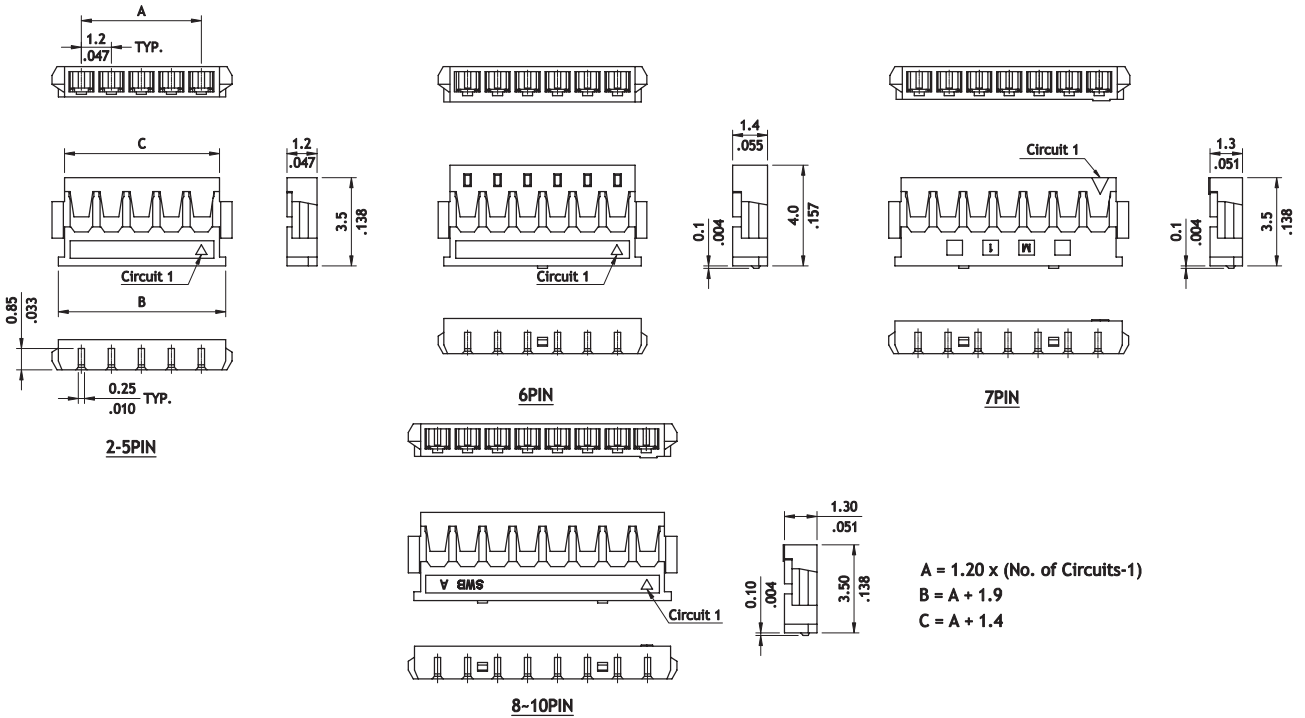 A
1.2
.047
TYP.
C
1.2
.047
3.5
.138
Circuit 1
B
0.85
.033
0.25
.010
TYP.
2-5PIN
1.4
.055
4.0
.157
0.1
.004
Circuit 1
6PIN
Circuit 1
1.3
.051
3.5
.138
0.1
.004
1
M
7PIN
SWB A
Circuit 1
1.30
.051
3.50
.138
0.10
.004
8~10PIN
A = 1.20 x (No. of Circuits-1)
B = A + 1.9
C = A + 1.4